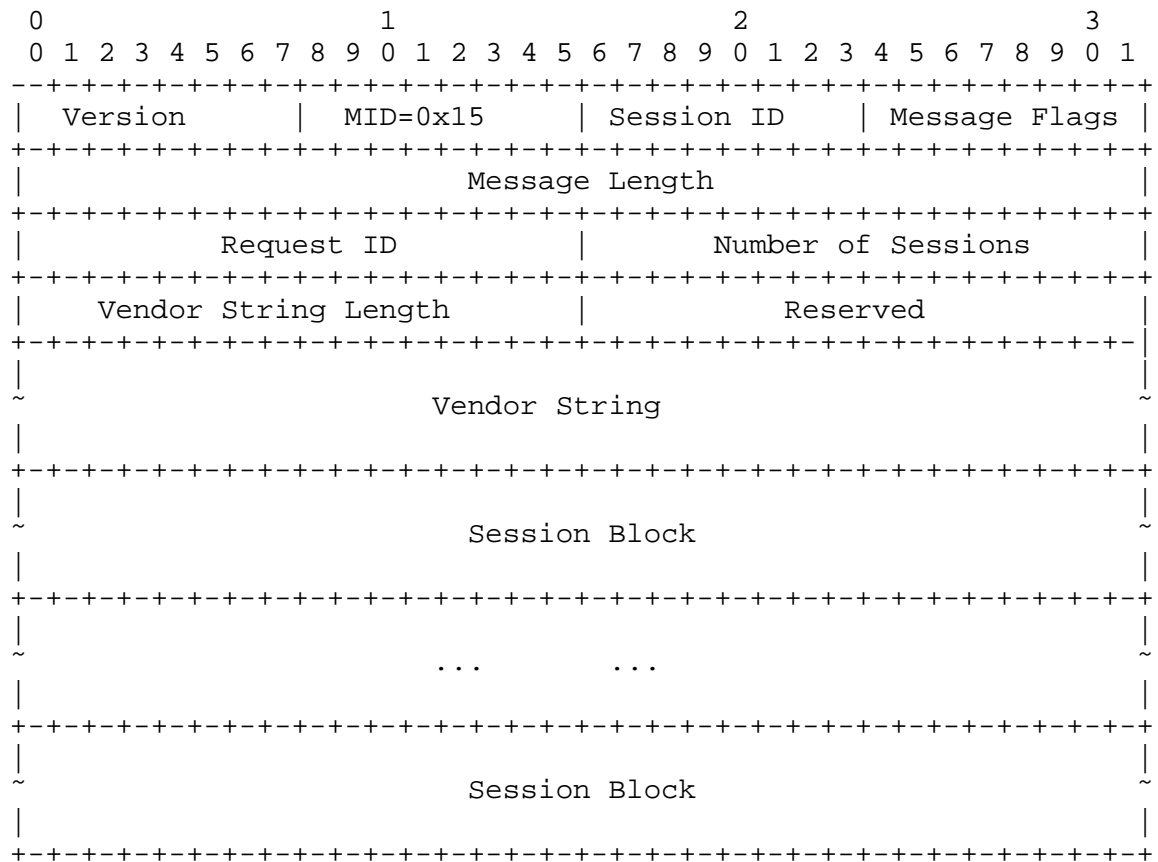 0                   1                   2                   3
 0 1 2 3 4 5 6 7 8 9 0 1 2 3 4 5 6 7 8 9 0 1 2 3 4 5 6 7 8 9 0 1
--+-+-+-+-+-+-+-+-+-+-+-+-+-+-+-+-+-+-+-+-+-+-+-+-+-+-+-+-+-+-+-+
|  Version      |  MID=0x15     | Session ID    | Message Flags |
+-+-+-+-+-+-+-+-+-+-+-+-+-+-+-+-+-+-+-+-+-+-+-+-+-+-+-+-+-+-+-+-+
|                         Message Length                        |
+-+-+-+-+-+-+-+-+-+-+-+-+-+-+-+-+-+-+-+-+-+-+-+-+-+-+-+-+-+-+-+-+
|           Request ID          |       Number of Sessions      |
+-+-+-+-+-+-+-+-+-+-+-+-+-+-+-+-+-+-+-+-+-+-+-+-+-+-+-+-+-+-+-+-+
|    Vendor String Length       |           Reserved            |
+-+-+-+-+-+-+-+-+-+-+-+-+-+-+-+-+-+-+-+-+-+-+-+-+-+-+-+-+-+-+-+-|
|                                                               |
~                       Vendor String                           ~
|                                                               |
+-+-+-+-+-+-+-+-+-+-+-+-+-+-+-+-+-+-+-+-+-+-+-+-+-+-+-+-+-+-+-+-+
|                                                               |
~                         Session Block                         ~
|                                                               |
+-+-+-+-+-+-+-+-+-+-+-+-+-+-+-+-+-+-+-+-+-+-+-+-+-+-+-+-+-+-+-+-+
|                                                               |
~                       ...       ...                           ~
|                                                               |
+-+-+-+-+-+-+-+-+-+-+-+-+-+-+-+-+-+-+-+-+-+-+-+-+-+-+-+-+-+-+-+-+
|                                                               |
~                         Session Block                         ~
|                                                               |
+-+-+-+-+-+-+-+-+-+-+-+-+-+-+-+-+-+-+-+-+-+-+-+-+-+-+-+-+-+-+-+-+